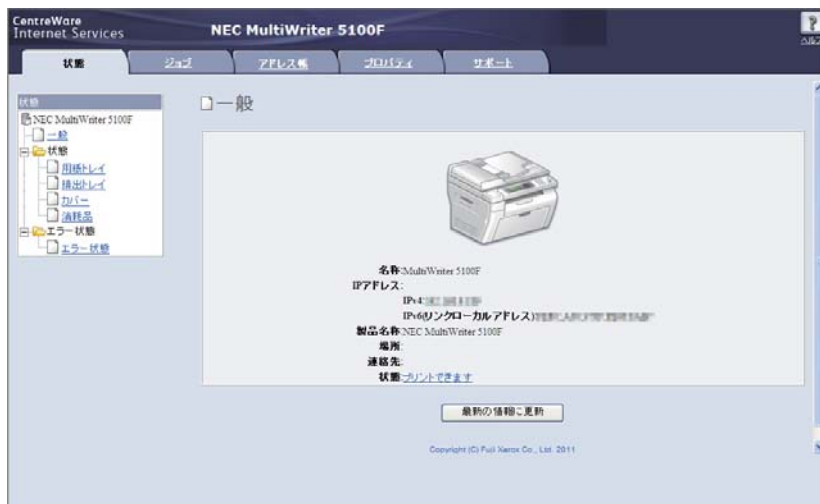 CentreWare
Internet Services
NEC MultiWriter 5100F
ヘルプ
状態
ジョブ
アドレス帳
プロパティ
サポート
状態
NEC MultiWriter 5100F
一般
状態
用紙トレイ
排出トレイ
カバー
消耗品
エラー状態
エラー状態
一般
名称:MultiWriter 5100F
IPアドレス:
IPv4:
IPv6(リンクローカルアドレス):
製品名称:NEC MultiWriter 5100F
場所:
連絡先:
状態:プリントできます
最新の情報に更新
Copyright (C) Fuji Xerox Co., Ltd. 2011